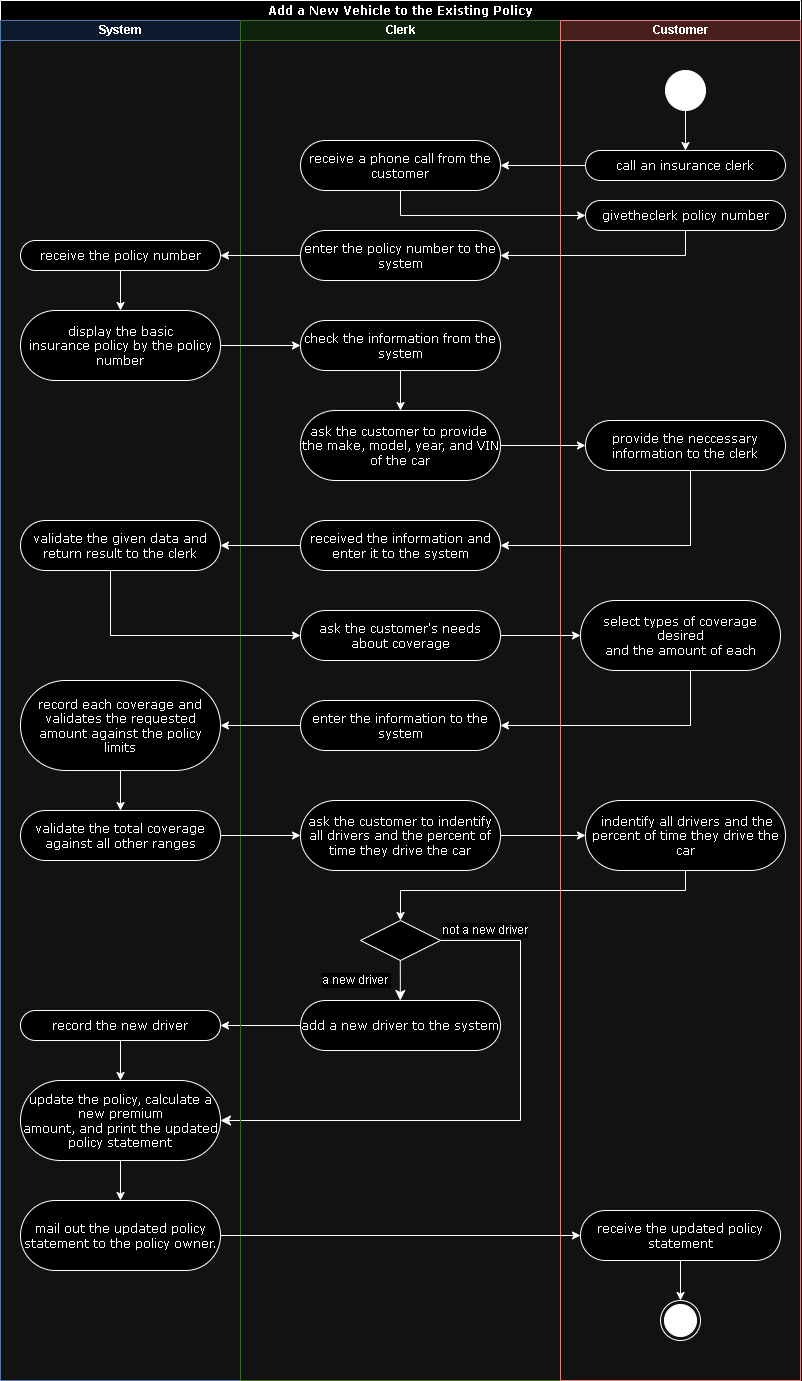 Add a New Vehicle to the Existing Policy
System
Clerk
Customer
call an insurance clerk
receive a phone call from the
customer
givetheclerk policy number
enter the policy number to the
system
receive the policy number
display the basic
insurance policy by the policy
number
check the information from the
system
ask the customer to provide
the make, model, year, and VIN
of the car
provide the neccessary
information to the clerk
received the information and
enter it to the system
validate the given data and
return result to the clerk
ask the customer's needs
about coverage
select types of coverage
desired
and the amount of each
enter the information to the
system
record each coverage and
validates the requested
amount against the policy
limits
validate the total coverage
against all other ranges
ask the customer to indentify
all drivers and the percent of
time they drive the car
indentify all drivers and the
percent of time they drive the
car
not a new driver
a new driver
add a new driver to the system
record the new driver
update the policy, calculate a
new premium
amount, and print the updated
policy statement
mail out the updated policy
statement to the policy owner.
receive the updated policy
statement